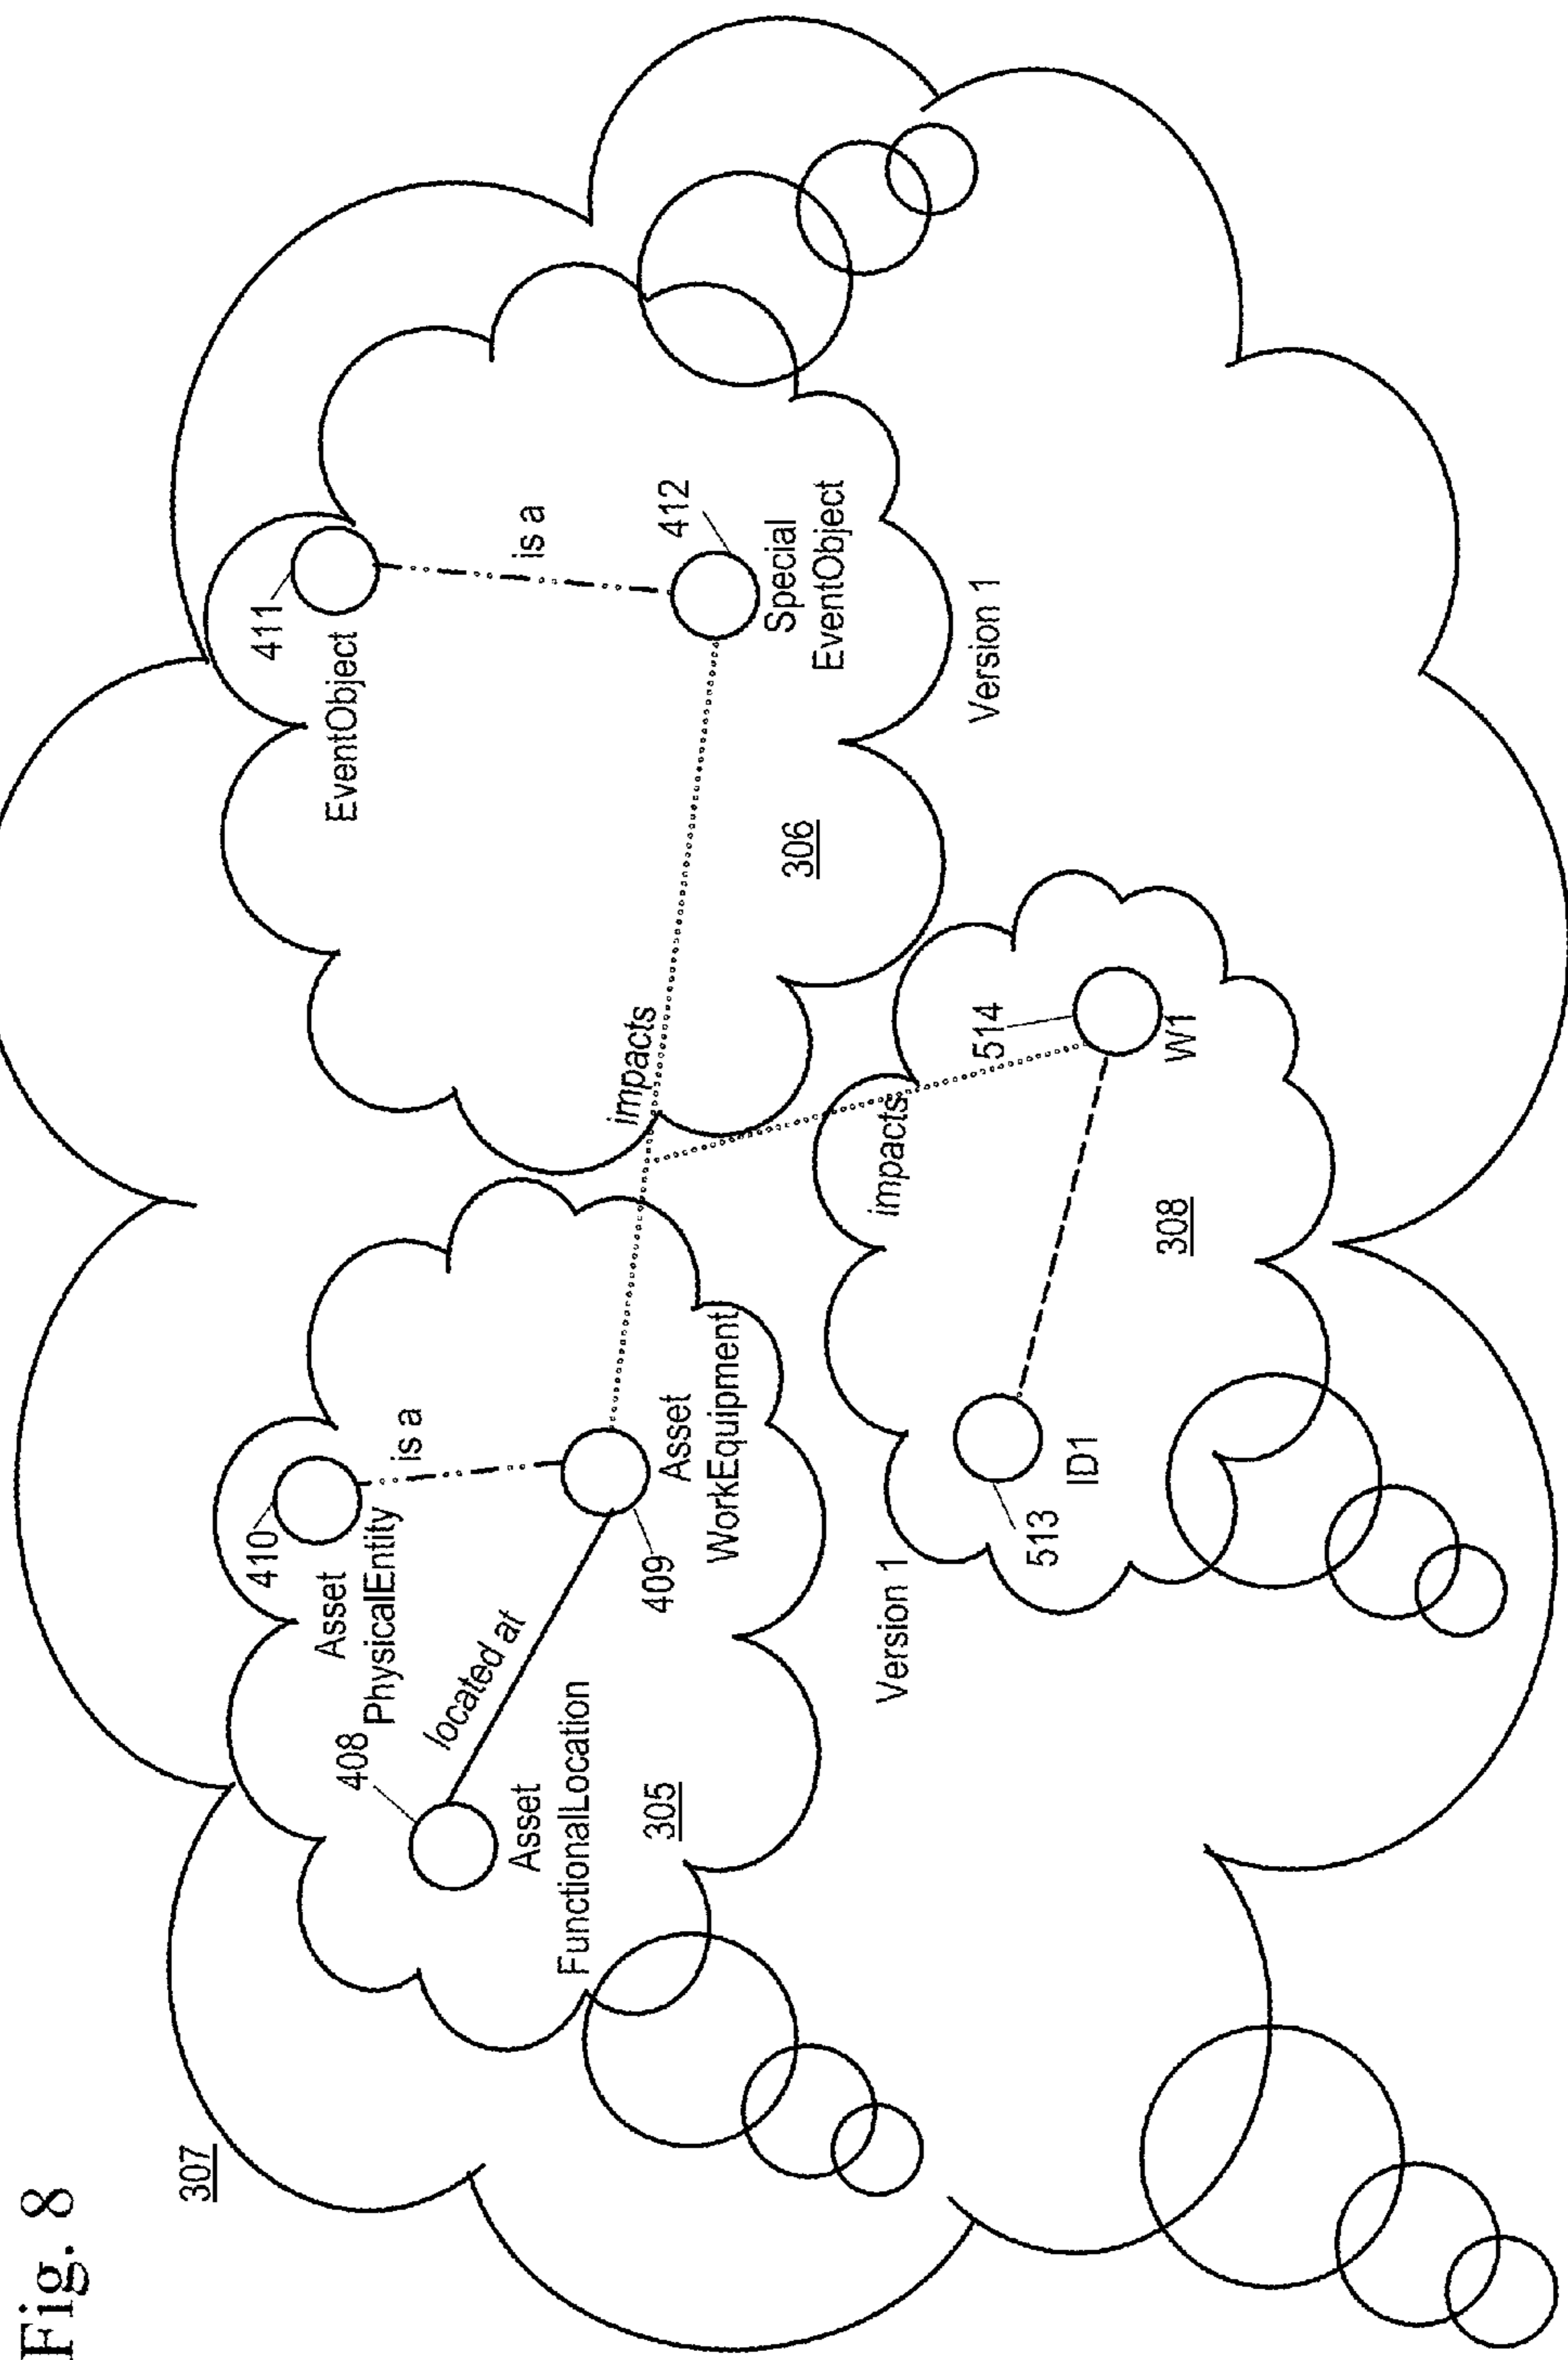 Fig. 8
307
410
Asset
PhysicalEntity
is a
408
located at
Asset
FunctionalLocation
409
Asset
WorkEquipment
305
411
EventObject
is a
412
Special
EventObject
impacts
306
Version 1
514
W1
impacts
308
513
ID1
Version 1